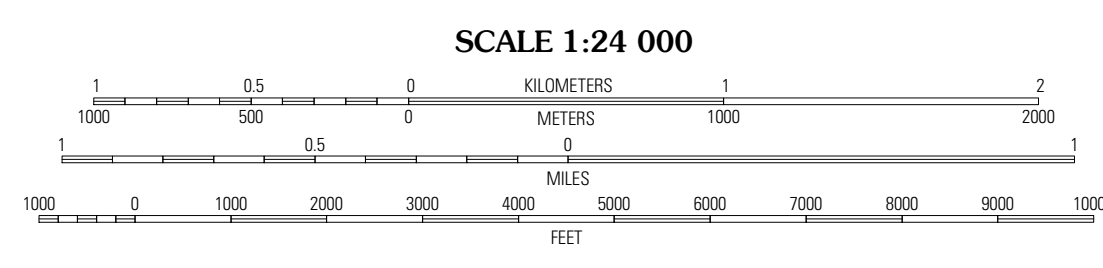 SCALE 1:24 000
1 0.5 0 KILOMETERS 1 2
1000 500 0 METERS 1000 2000
1 0.5 0 1
MILES
1000 0 1000 2000 3000 4000 5000 6000 7000 8000 9000 1000
FEET